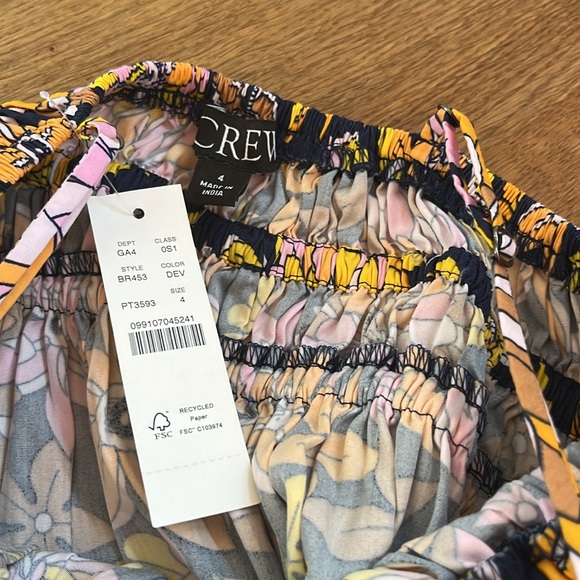 CREW
4
MADE IN
INDIA
DEPT CLASS
GA4 0S1
STYLE COLOR
BR453 DEV
SIZE
PT3593 4
099107045241
FSC
RECYCLED
Paper
FSC® C103974